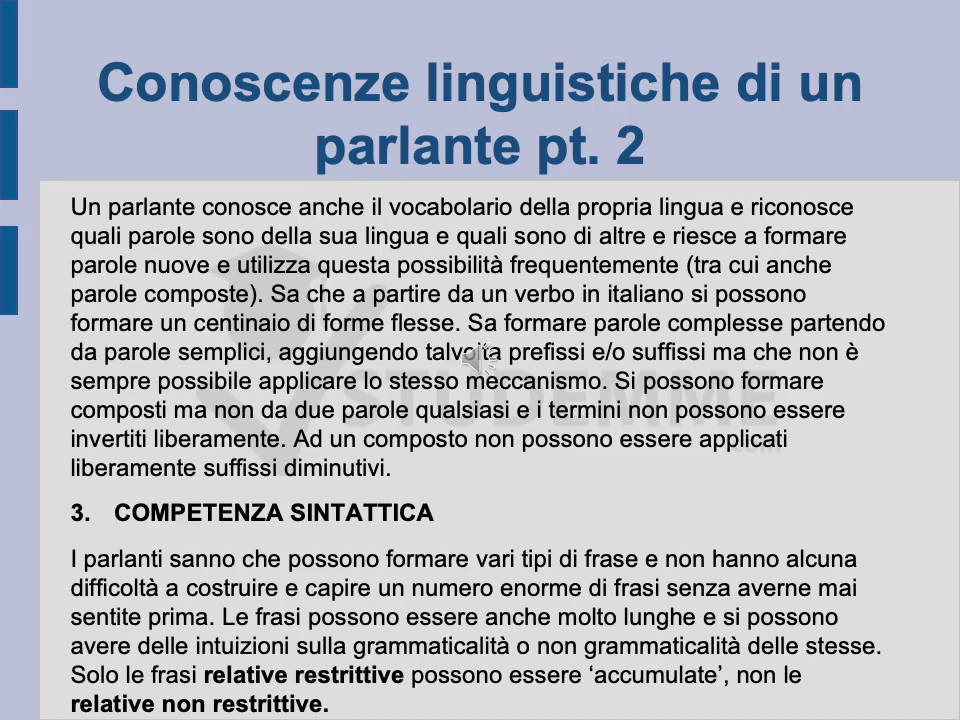 Conoscenze linguistiche di un
parlante pt. 2
Un parlante conosce anche il vocabolario della propria lingua e riconosce
quali parole sono della sua lingua e quali sono di altre e riesce a formare
parole nuove e utilizza questa possibilità frequentemente (tra cui anche
parole composte). Sa che a partire da un verbo in italiano si possono
formare un centinaio di forme flesse. Sa formare parole complesse partendo
da parole semplici, aggiungendo talvolta prefissi e/o suffissi ma che non è
sempre possibile applicare lo stesso meccanismo. Si possono formare
composti ma non da due parole qualsiasi e i termini non possono essere
invertiti liberamente. Ad un composto non possono essere applicati
liberamente suffissi diminutivi.
STUDEMME
.com
3. COMPETENZA SINTATTICA
I parlanti sanno che possono formare vari tipi di frase e non hanno alcuna
difficoltà a costruire e capire un numero enorme di frasi senza averne mai
sentite prima. Le frasi possono essere anche molto lunghe e si possono
avere delle intuizioni sulla grammaticalità o non grammaticalità delle stesse.
Solo le frasi relative restrittive possono essere ‘accumulate’, non le
relative non restrittive.